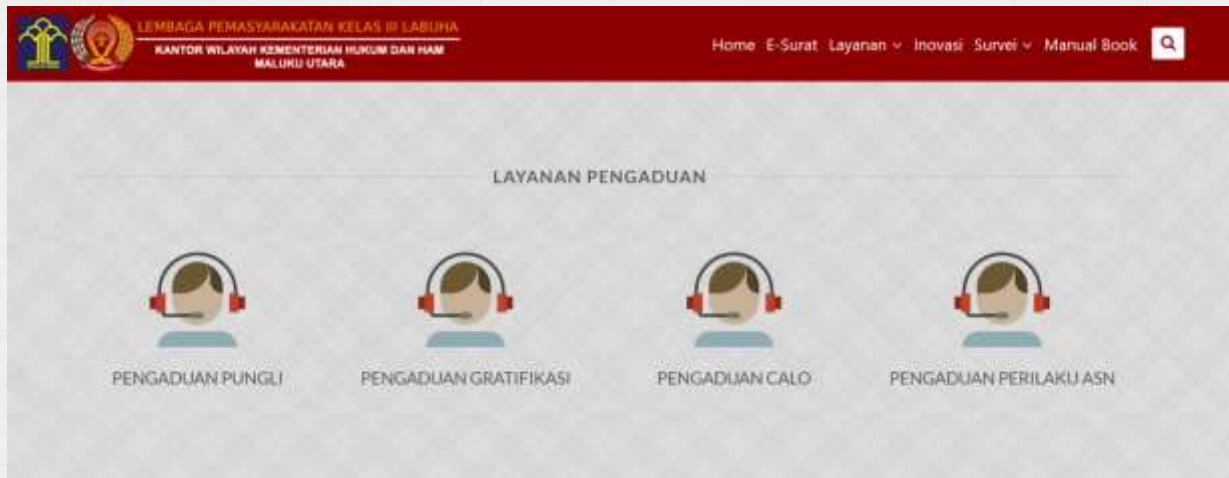 LEMBAGA PEMASYARAKATAN KELAS III LABUHA
KANTOR WILAYAH KEMENTERIAN HUKUM DAN HAM
MALUKU UTARA
Home E-Surat Layanan Inovasi Survei Manual Book
LAYANAN PENGADUAN
PENGADUAN PUNGLI PENGADUAN GRATIFIKASI PENGADUAN CALO PENGADUAN PERILAKU ASN